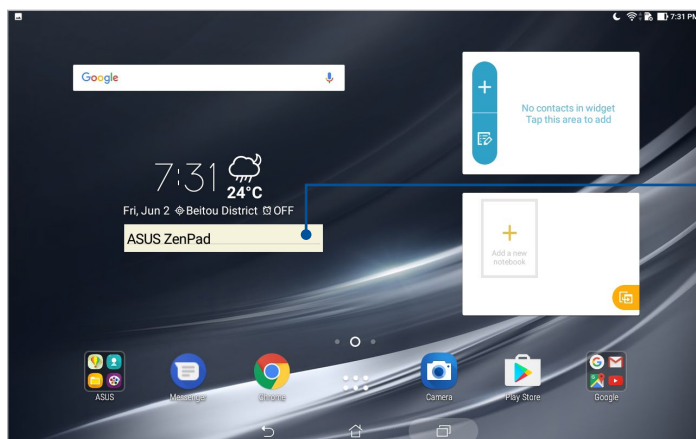 7:31 PM
Google
No contacts in widget
Tap this area to add
7:31
24°C
Fri, Jun 2 Beitou District OFF
ASUS ZenPad
Add a new
notebook
ASUS
Messenger
Chrome
Camera
Play Store
Google